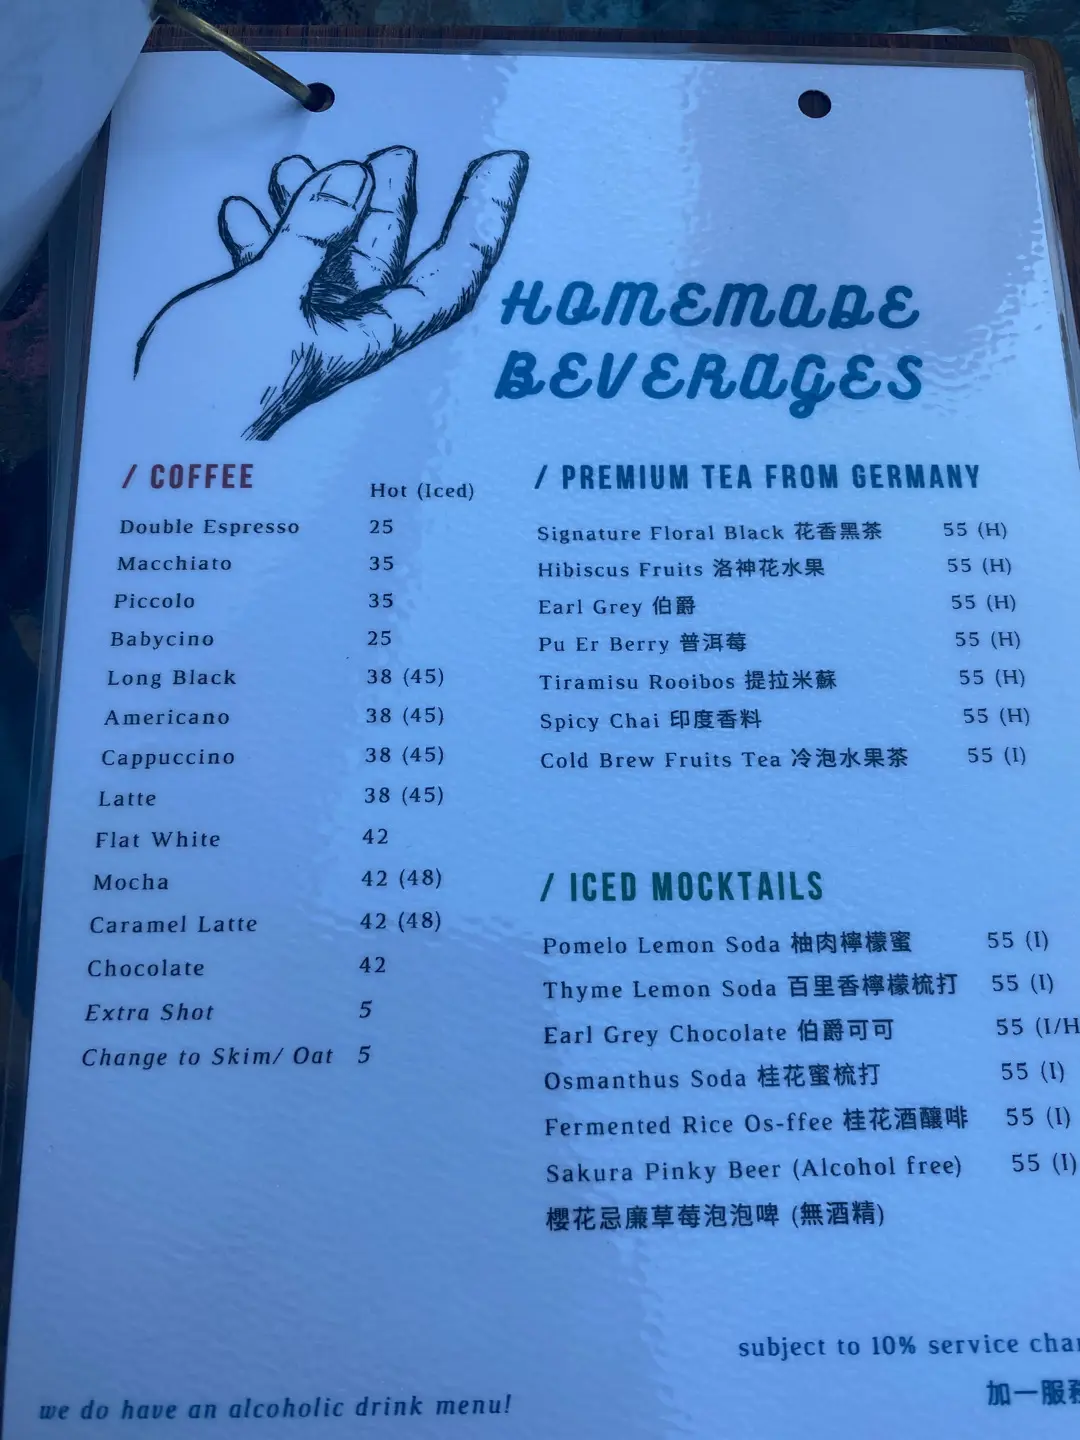 HOMEMADE
BEVERAGES
/ COFFEE
Hot (Iced)
Double Espresso 25
Macchiato 35
Piccolo 35
Babycino 25
Long Black 38 (45)
Americano 38 (45)
Cappuccino 38 (45)
Latte 38 (45)
Flat White 42
Mocha 42 (48)
Caramel Latte 42 (48)
Chocolate 42
Extra Shot 5
Change to Skim/ Oat 5
/ PREMIUM TEA FROM GERMANY
Signature Floral Black 花香黑茶 55 (H)
Hibiscus Fruits 洛神花水果 55 (H)
Earl Grey 伯爵 55 (H)
Pu Er Berry 普洱莓 55 (H)
Tiramisu Rooibos 提拉米蘇 55 (H)
Spicy Chai 印度香料 55 (H)
Cold Brew Fruits Tea 冷泡水果茶 55 (I)
/ ICED MOCKTAILS
Pomelo Lemon Soda 柚肉檸檬蜜 55 (I)
Thyme Lemon Soda 百里香檸檬梳打 55 (I)
Earl Grey Chocolate 伯爵可可 55 (I/H
Osmanthus Soda 桂花蜜梳打 55 (I)
Fermented Rice Os-ffee 桂花酒釀啡 55 (I)
Sakura Pinky Beer (Alcohol free) 55 (I)
櫻花忌廉草莓泡泡啤 (無酒精)
subject to 10% service
加一服
we do have an alcoholic drink menu!